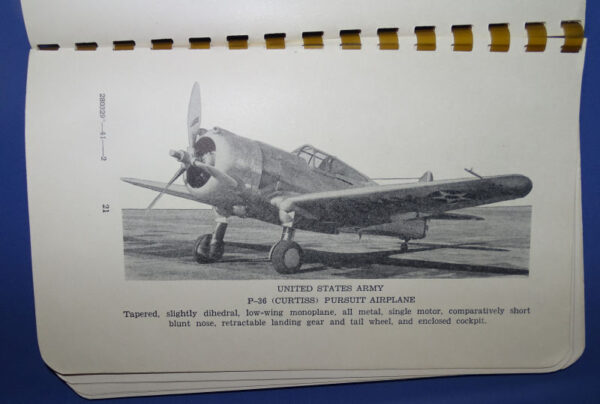 280329°—41——2
21
UNITED STATES ARMY
P-36 (CURTISS) PURSUIT AIRPLANE
Tapered, slightly dihedral, low-wing monoplane, all metal, single motor, comparatively short
blunt nose, retractable landing gear and tail wheel, and enclosed cockpit.